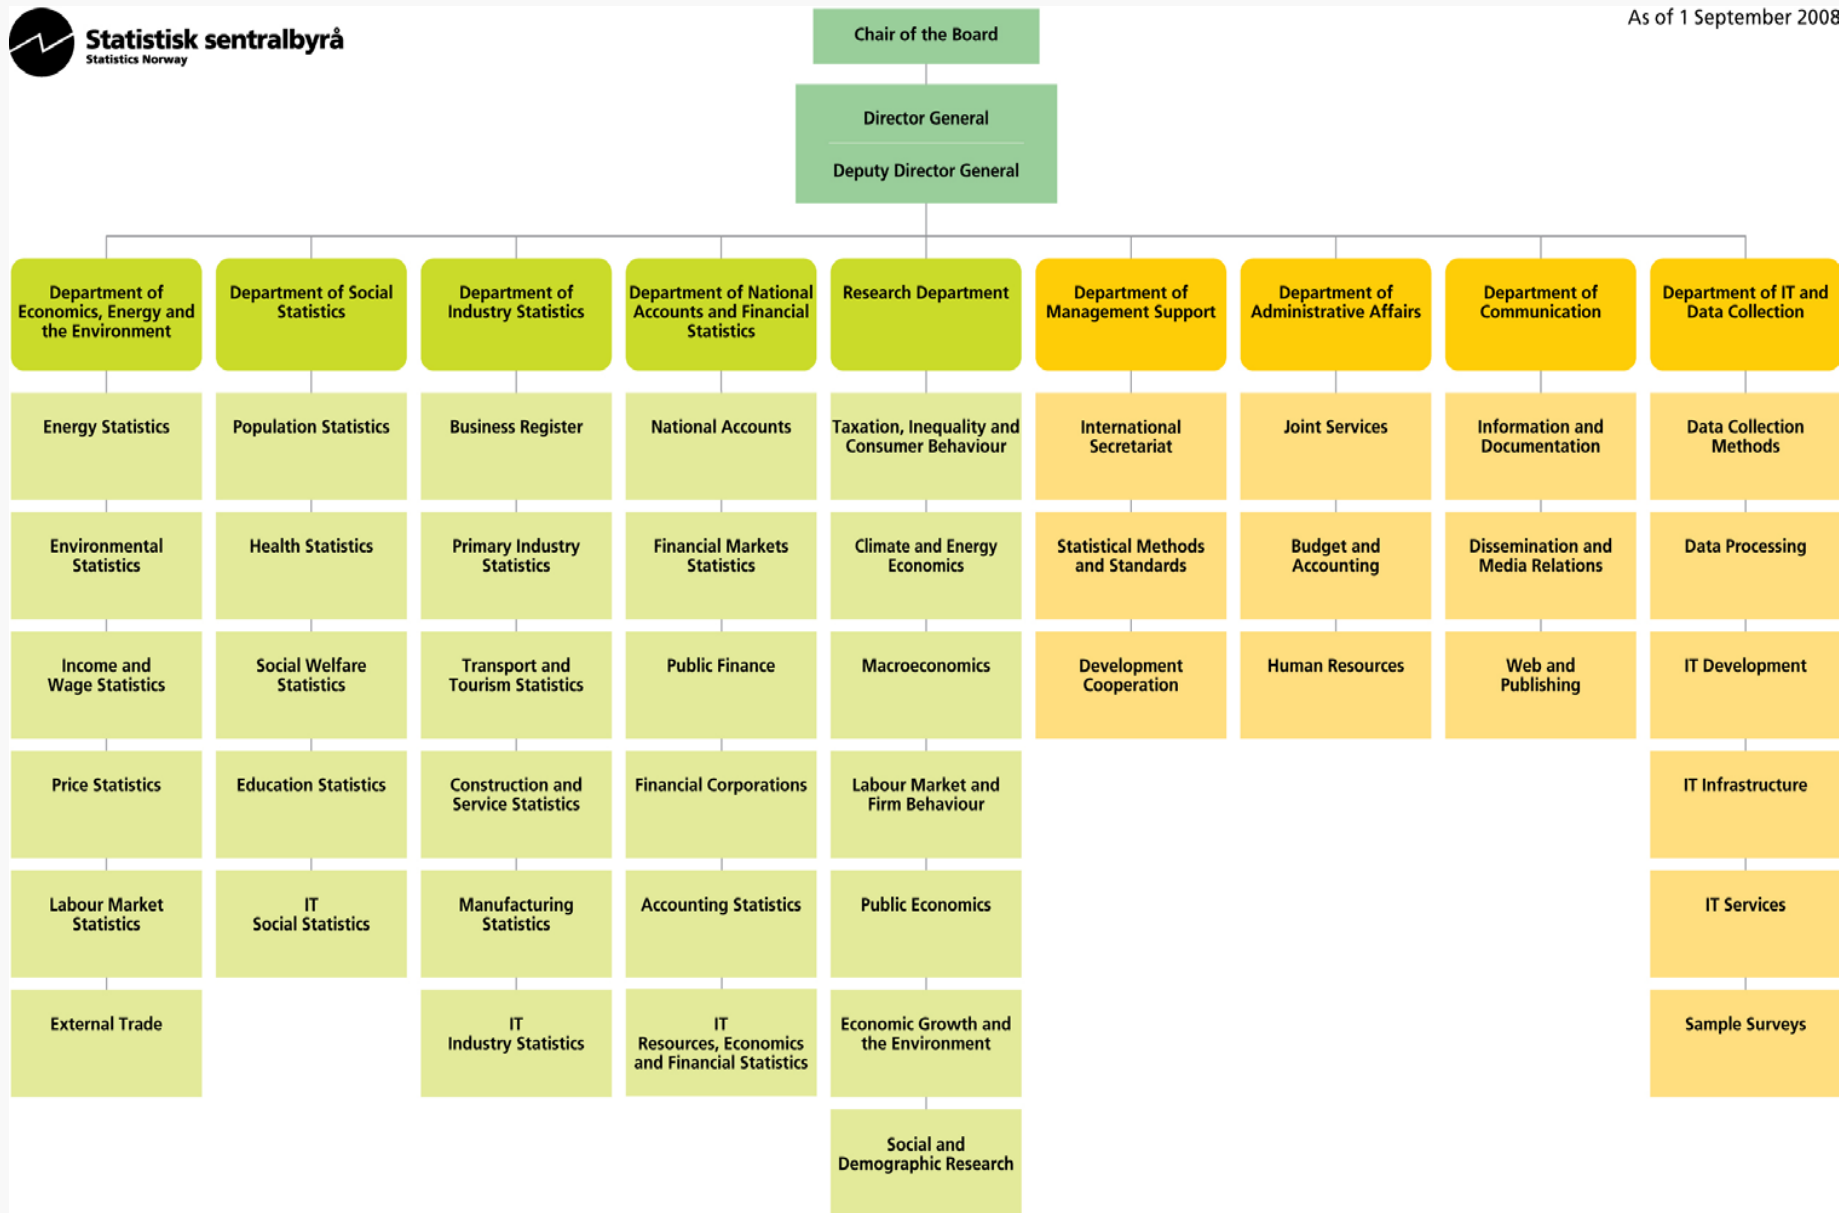 Statistisk sentralbyrå
Statistics Norway
As of 1 September 2008
Chair of the Board
Director General
Deputy Director General
Department of
Economics, Energy and
the Environment
Energy Statistics
Environmental
Statistics
Income and
Wage Statistics
Price Statistics
Labour Market
Statistics
External Trade
Department of Social
Statistics
Population Statistics
Health Statistics
Social Welfare
Statistics
Education Statistics
IT
Social Statistics
Department of
Industry Statistics
Business Register
Primary Industry
Statistics
Transport and
Tourism Statistics
Construction and
Service Statistics
Manufacturing
Statistics
IT
Industry Statistics
Department of National
Accounts and Financial
Statistics
National Accounts
Financial Markets
Statistics
Public Finance
Financial Corporations
Accounting Statistics
IT
Resources, Economics
and Financial Statistics
Research Department
Taxation, Inequality and
Consumer Behaviour
Climate and Energy
Economics
Macroeconomics
Labour Market and
Firm Behaviour
Public Economics
Economic Growth and
the Environment
Social and
Demographic Research
Department of
Management Support
International
Secretariat
Statistical Methods
and Standards
Development
Cooperation
Department of
Administrative Affairs
Joint Services
Budget and
Accounting
Human Resources
Department of
Communication
Information and
Documentation
Dissemination and
Media Relations
Web and
Publishing
Department of IT and
Data Collection
Data Collection
Methods
Data Processing
IT Development
IT Infrastructure
IT Services
Sample Surveys